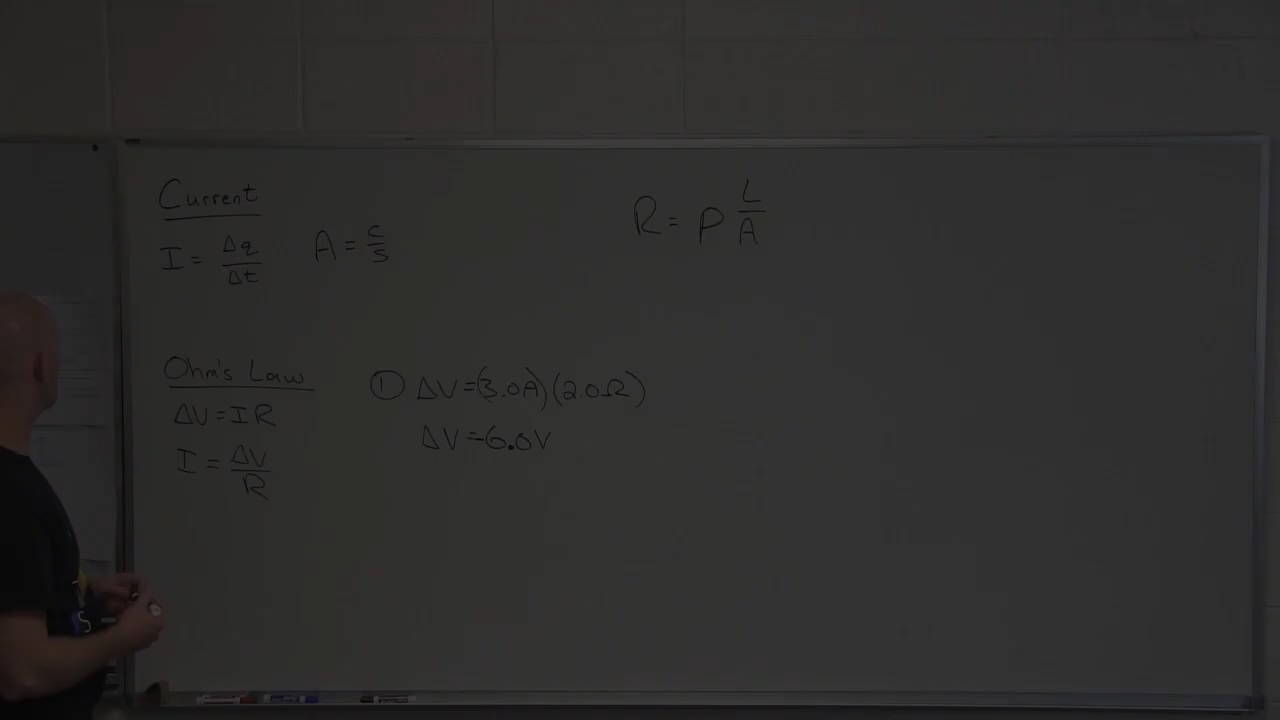 Current
I = Δq/Δt
A = C/S
R = ρ L/A
Ohm's Law
ΔV = IR
I = ΔV/R
① ΔV = (3.0A)(2.0Ω)
ΔV = 6.0V